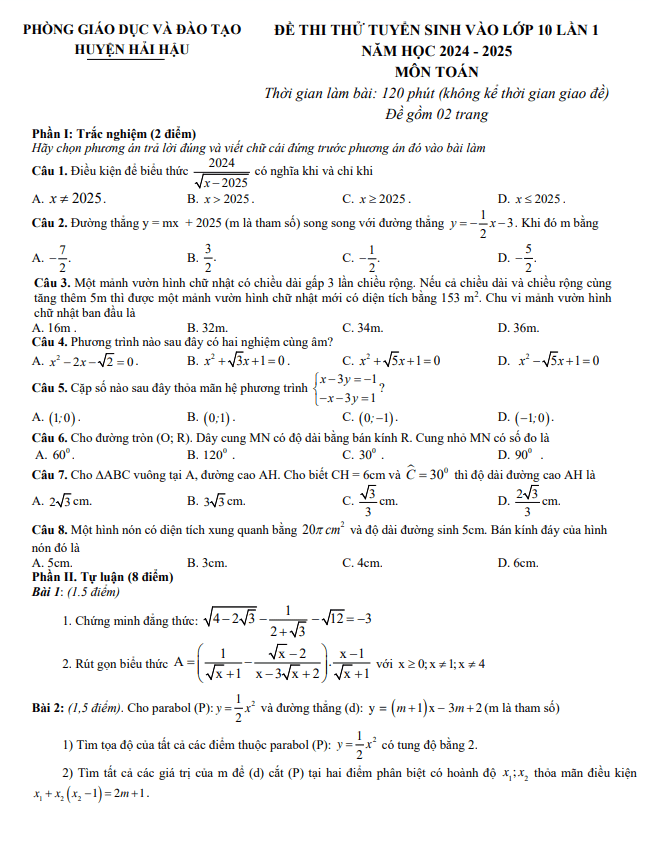 PHÒNG GIÁO DỤC VÀ ĐÀO TẠO
HUYỆN HẢI HẬU
ĐỀ THI THỬ TUYỂN SINH VÀO LỚP 10 LẦN 1
NĂM HỌC 2024 - 2025
MÔN TOÁN
Thời gian làm bài: 120 phút (không kể thời gian giao đề)
Đề gồm 02 trang
Phần I: Trắc nghiệm (2 điểm)
Hãy chọn phương án trả lời đúng và viết chữ cái đứng trước phương án đó vào bài làm
Câu 1. Điều kiện để biểu thức $\frac{2024}{\sqrt{x-2025}}$ có nghĩa khi và chỉ khi
A. $x \neq 2025$. B. $x > 2025$. C. $x \geq 2025$. D. $x \leq 2025$.
Câu 2. Đường thẳng y = mx + 2025 (m là tham số) song song với đường thẳng $y=-\frac{1}{2}x-3$. Khi đó m bằng
A. $-\frac{7}{2}$. B. $\frac{3}{2}$. C. $-\frac{1}{2}$. D. $-\frac{5}{2}$.
Câu 3. Một mảnh vườn hình chữ nhật có chiều dài gấp 3 lần chiều rộng. Nếu cả chiều dài và chiều rộng cùng
tăng thêm 5m thì được một mảnh vườn hình chữ nhật mới có diện tích bằng 153 m². Chu vi mảnh vườn hình
chữ nhật ban đầu là
A. 16m . B. 32m. C. 34m. D. 36m.
Câu 4. Phương trình nào sau đây có hai nghiệm cùng âm?
A. $x^2-2x-\sqrt{2}=0$. B. $x^2+\sqrt{3}x+1=0$. C. $x^2+\sqrt{5}x+1=0$ D. $x^2-\sqrt{5}x+1=0$
Câu 5. Cặp số nào sau đây thỏa mãn hệ phương trình $\begin{cases}x-3y=-1\\-x-3y=1\end{cases}$?
A. (1;0). B. (0;1). C. (0;−1). D. (−1;0).
Câu 6. Cho đường tròn (O; R). Dây cung MN có độ dài bằng bán kính R. Cung nhỏ MN có số đo là
A. 60⁰. B. 120⁰ . C. 30⁰ . D. 90⁰ .
Câu 7. Cho ΔABC vuông tại A, đường cao AH. Cho biết CH = 6cm và $\widehat{C}=30^0$ thì độ dài đường cao AH là
A. $2\sqrt{3}$ cm. B. $3\sqrt{3}$ cm. C. $\frac{\sqrt{3}}{3}$ cm. D. $\frac{2\sqrt{3}}{3}$ cm.
Câu 8. Một hình nón có diện tích xung quanh bằng $20\pi\, cm^2$ và độ dài đường sinh 5cm. Bán kính đáy của hình
nón đó là
A. 5cm. B. 3cm. C. 4cm. D. 6cm.
Phần II. Tự luận (8 điểm)
Bài 1: (1.5 điểm)
1. Chứng minh đẳng thức: $\sqrt{4-2\sqrt{3}}-\frac{1}{2+\sqrt{3}}-\sqrt{12}=-3$
2. Rút gọn biểu thức $A=\left(\frac{1}{\sqrt{x}+1}-\frac{\sqrt{x}-2}{x-3\sqrt{x}+2}\right).\frac{x-1}{\sqrt{x}+1}$ với $x \geq 0; x \neq 1; x \neq 4$
Bài 2: (1,5 điểm). Cho parabol (P): $y=\frac{1}{2}x^2$ và đường thẳng (d): $y=(m+1)x-3m+2$ (m là tham số)
1) Tìm tọa độ của tất cả các điểm thuộc parabol (P): $y=\frac{1}{2}x^2$ có tung độ bằng 2.
2) Tìm tất cả các giá trị của m để (d) cắt (P) tại hai điểm phân biệt có hoành độ $x_1;x_2$ thỏa mãn điều kiện
$x_1+x_2(x_2-1)=2m+1$.